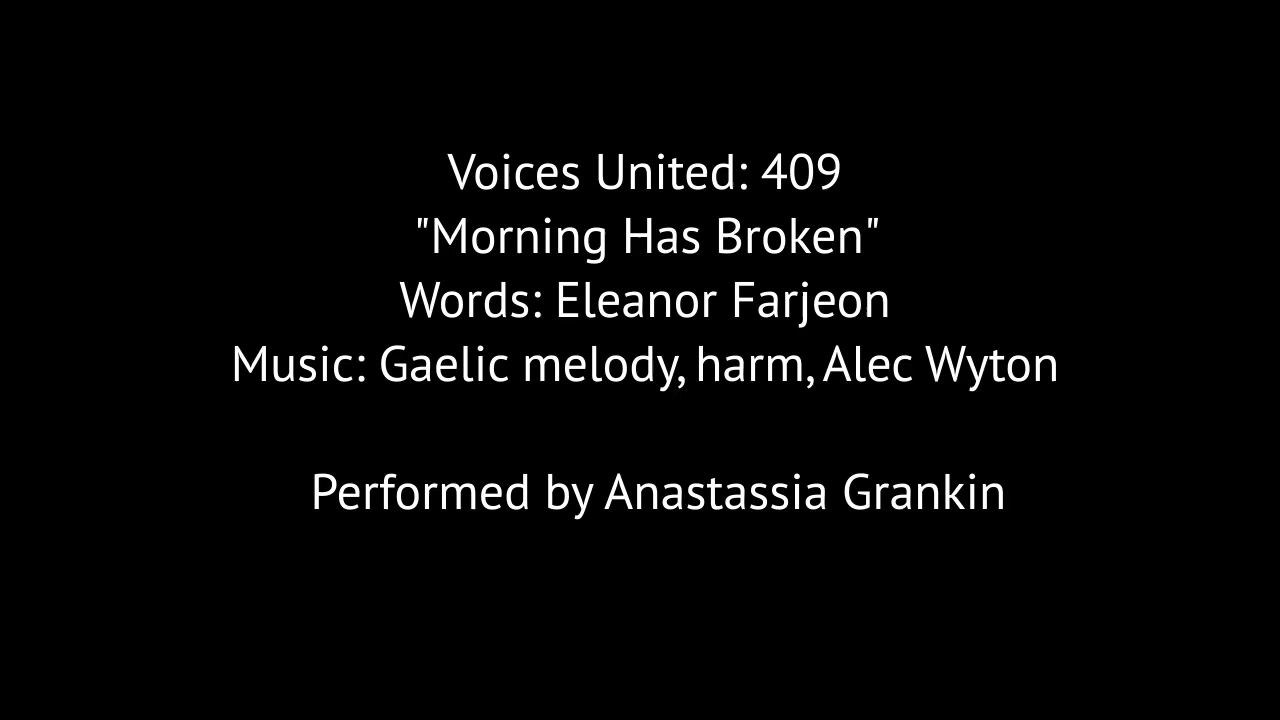 Voices United: 409
"Morning Has Broken"
Words: Eleanor Farjeon
Music: Gaelic melody, harm, Alec Wyton
Performed by Anastassia Grankin